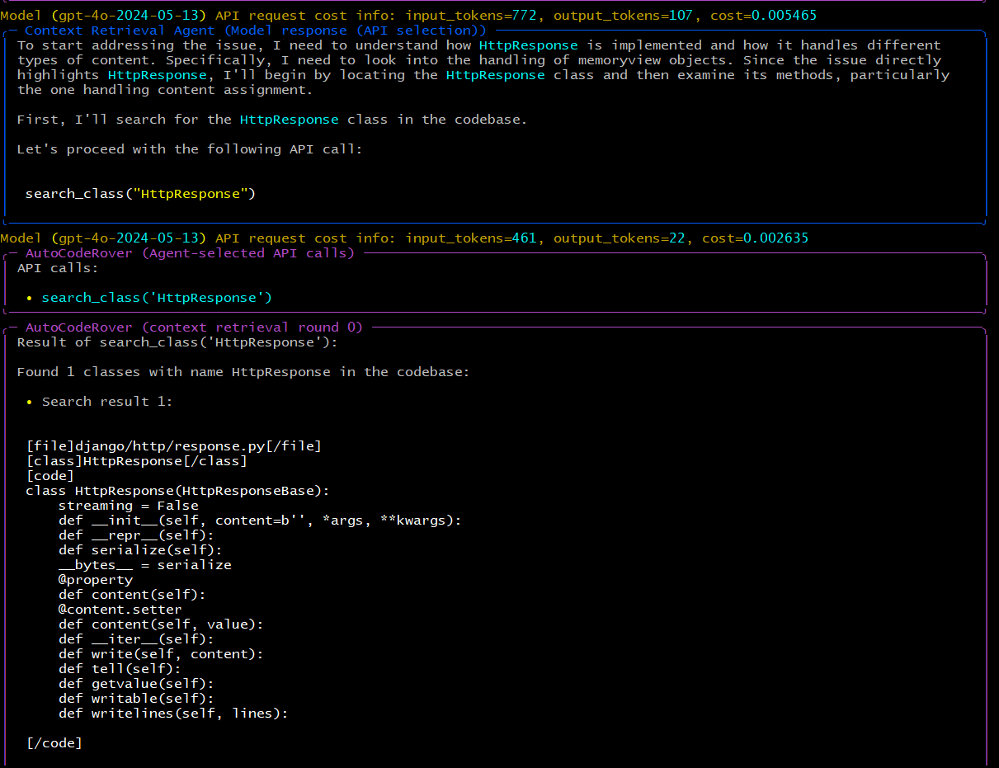 Model (gpt-4o-2024-05-13) API request cost info: input_tokens=772, output_tokens=107, cost=0.005465
Context Retrieval Agent (Model response (API selection))
To start addressing the issue, I need to understand how HttpResponse is implemented and how it handles different
types of content. Specifically, I need to look into the handling of memoryview objects. Since the issue directly
highlights HttpResponse, I'll begin by locating the HttpResponse class and then examine its methods, particularly
the one handling content assignment.
First, I'll search for the HttpResponse class in the codebase.
Let's proceed with the following API call:
search_class("HttpResponse")
Model (gpt-4o-2024-05-13) API request cost info: input_tokens=461, output_tokens=22, cost=0.002635
AutoCodeRover (Agent-selected API calls)
API calls:
• search_class('HttpResponse')
AutoCodeRover (context retrieval round 0)
Result of search_class('HttpResponse'):
Found 1 classes with name HttpResponse in the codebase:
• Search result 1:
[file]django/http/response.py[/file]
[class]HttpResponse[/class]
[code]
class HttpResponse(HttpResponseBase):
    streaming = False
    def __init__(self, content=b'', *args, **kwargs):
    def __repr__(self):
    def serialize(self):
    __bytes__ = serialize
    @property
    def content(self):
    @content.setter
    def content(self, value):
    def __iter__(self):
    def write(self, content):
    def tell(self):
    def getvalue(self):
    def writable(self):
    def writelines(self, lines):
[/code]